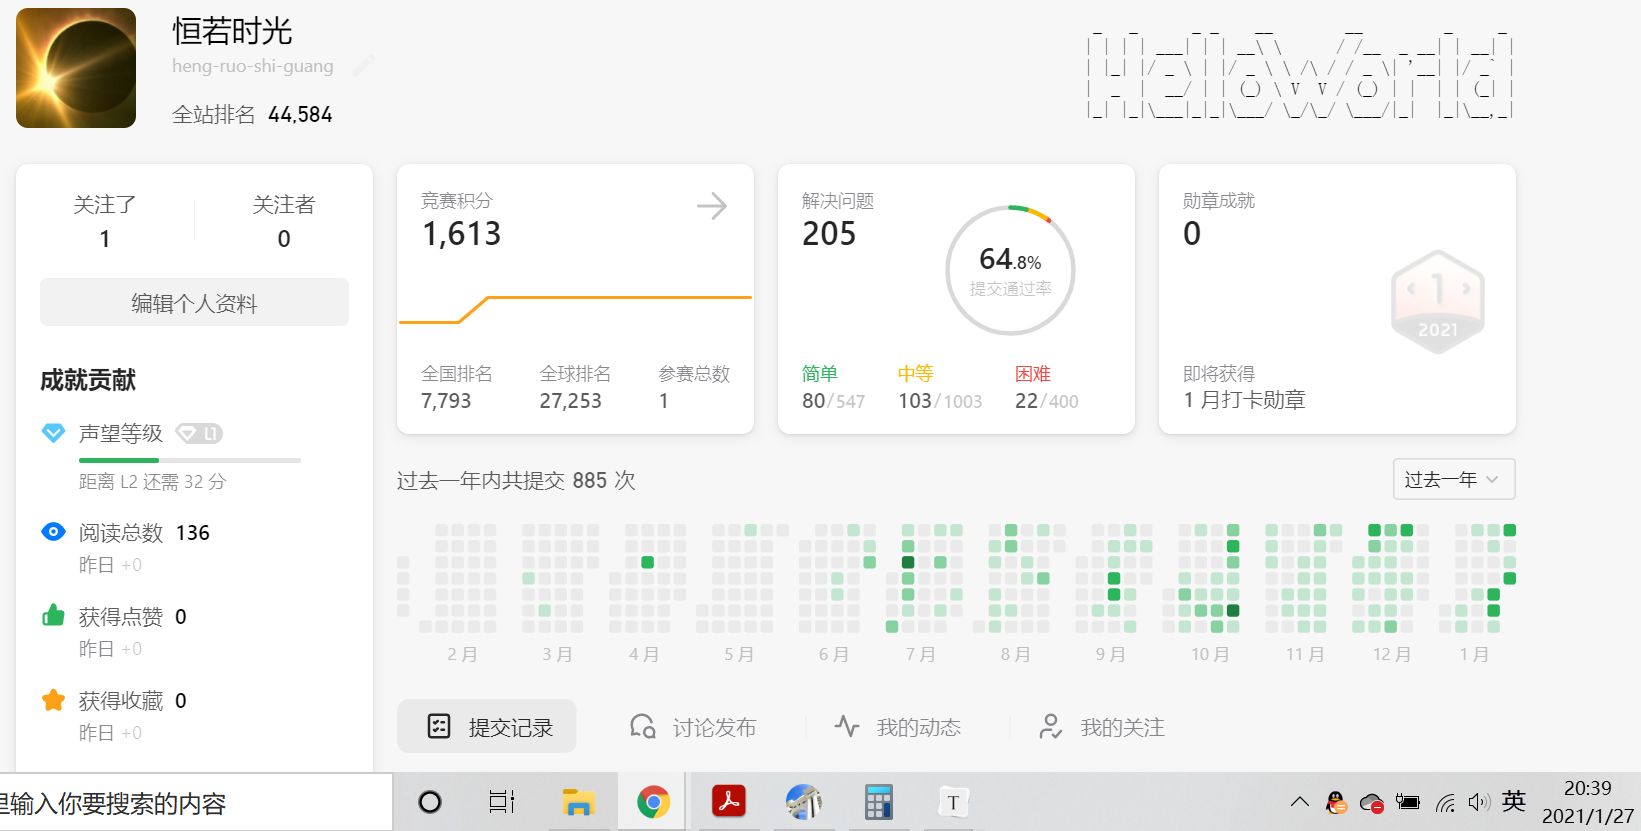 恒若时光
heng-ruo-shi-guang
全站排名 44,584
HelloWorld
关注了
1
关注者
0
编辑个人资料
成就贡献
声望等级 L1
距离 L2 还需 32 分
阅读总数 136
昨日 +0
获得点赞 0
昨日 +0
获得收藏 0
昨日 +0
竞赛积分
1,613
全国排名 全球排名 参赛总数
7,793 27,253 1
解决问题
205
64.8%
提交通过率
简单 中等 困难
80/547 103/1003 22/400
勋章成就
0
1
2021
即将获得
1 月打卡勋章
过去一年内共提交 885 次
过去一年
2 月 3 月 4 月 5 月 6 月 7 月 8 月 9 月 10 月 11 月 12 月 1 月
提交记录 讨论发布 我的动态 我的关注
里输入你要搜索的内容
T
英
20:39
2021/1/27